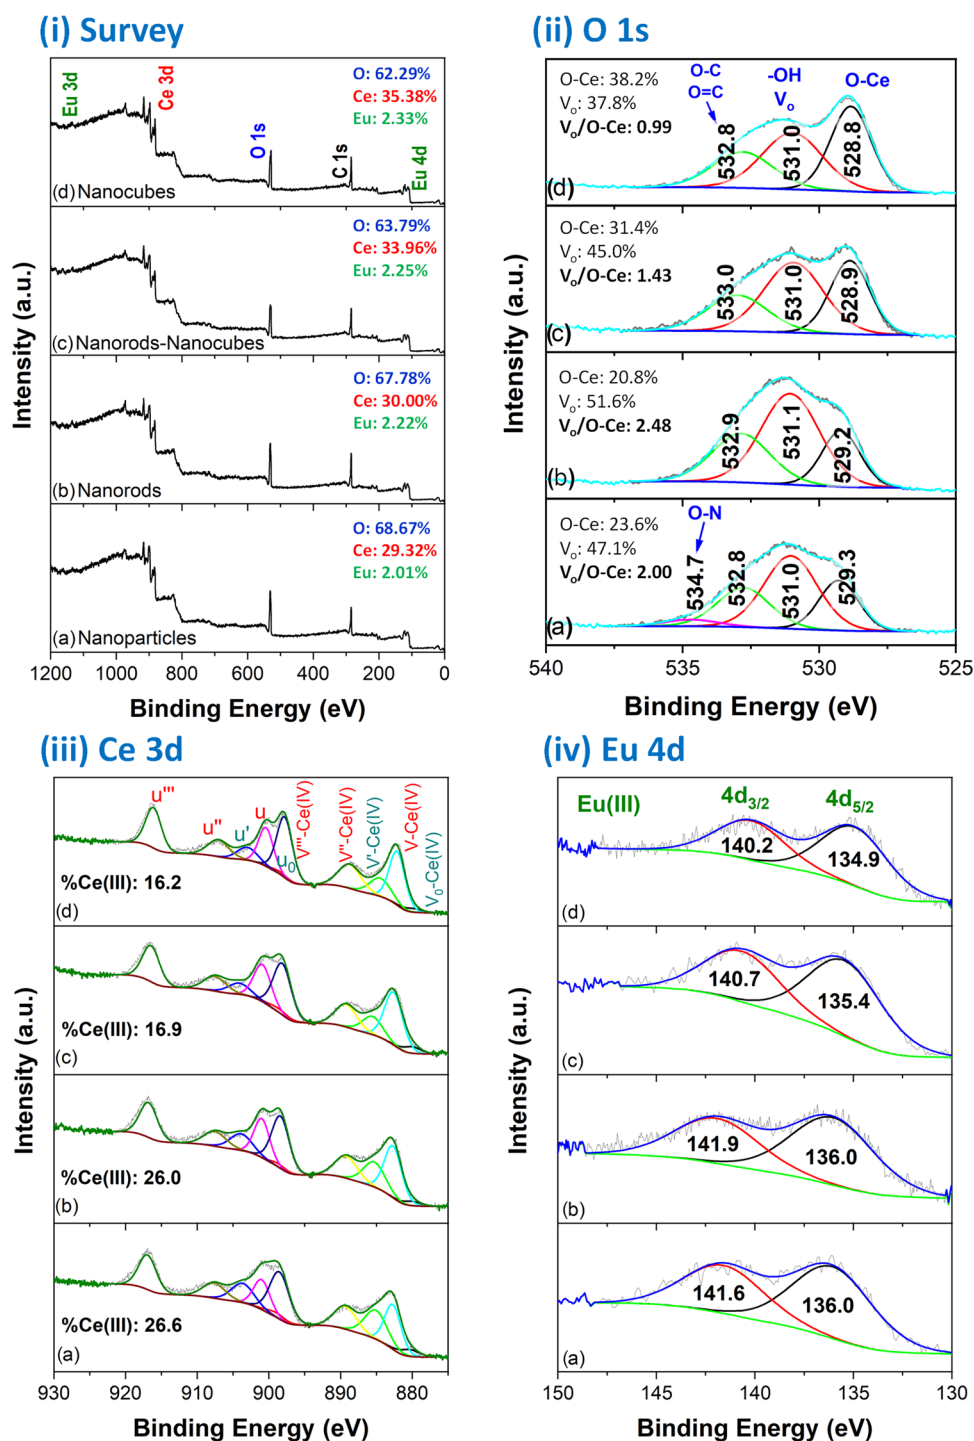 (i) Survey
Eu 3d
Ce 3d
O 1s
C 1s
Eu 4d
O: 62.29%
Ce: 35.38%
Eu: 2.33%
(d) Nanocubes
O: 63.79%
Ce: 33.96%
Eu: 2.25%
(c) Nanorods-Nanocubes
O: 67.78%
Ce: 30.00%
Eu: 2.22%
(b) Nanorods
O: 68.67%
Ce: 29.32%
Eu: 2.01%
(a) Nanoparticles
1200 1000 800 600 400 200 0
Binding Energy (eV)
Intensity (a.u.)
(ii) O 1s
O-Ce: 38.2%
Vo: 37.8%
Vo/O-Ce: 0.99
O-C
O=C
-OH
Vo
O-Ce
532.8
531.0
528.8
(d)
O-Ce: 31.4%
Vo: 45.0%
Vo/O-Ce: 1.43
533.0
531.0
528.9
(c)
O-Ce: 20.8%
Vo: 51.6%
Vo/O-Ce: 2.48
532.9
531.1
529.2
(b)
O-Ce: 23.6%
Vo: 47.1%
Vo/O-Ce: 2.00
O-N
534.7
532.8
531.0
529.3
(a)
540 535 530 525
Binding Energy (eV)
Intensity (a.u.)
(iii) Ce 3d
u'''
u''
u'
u
u0
V'''-Ce(IV)
V''-Ce(IV)
V'-Ce(IV)
V-Ce(IV)
V0-Ce(IV)
%Ce(III): 16.2
(d)
%Ce(III): 16.9
(c)
%Ce(III): 26.0
(b)
%Ce(III): 26.6
(a)
930 920 910 900 890 880
Binding Energy (eV)
Intensity (a.u.)
(iv) Eu 4d
Eu(III)
4d3/2
4d5/2
140.2
134.9
(d)
140.7
135.4
(c)
141.9
136.0
(b)
141.6
136.0
(a)
150 145 140 135 130
Binding Energy (eV)
Intensity (a.u.)